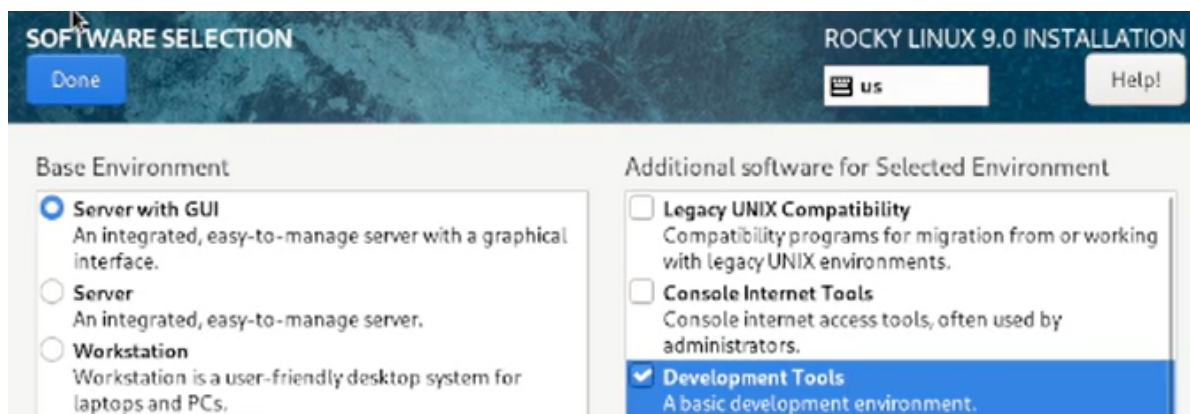 SOFTWARE SELECTION
Done
ROCKY LINUX 9.0 INSTALLATION
us
Help!
Base Environment
Server with GUI
An integrated, easy-to-manage server with a graphical
interface.
Server
An integrated, easy-to-manage server.
Workstation
Workstation is a user-friendly desktop system for
laptops and PCs.
Additional software for Selected Environment
Legacy UNIX Compatibility
Compatibility programs for migration from or working
with legacy UNIX environments.
Console Internet Tools
Console internet access tools, often used by
administrators.
Development Tools
A basic development environment.